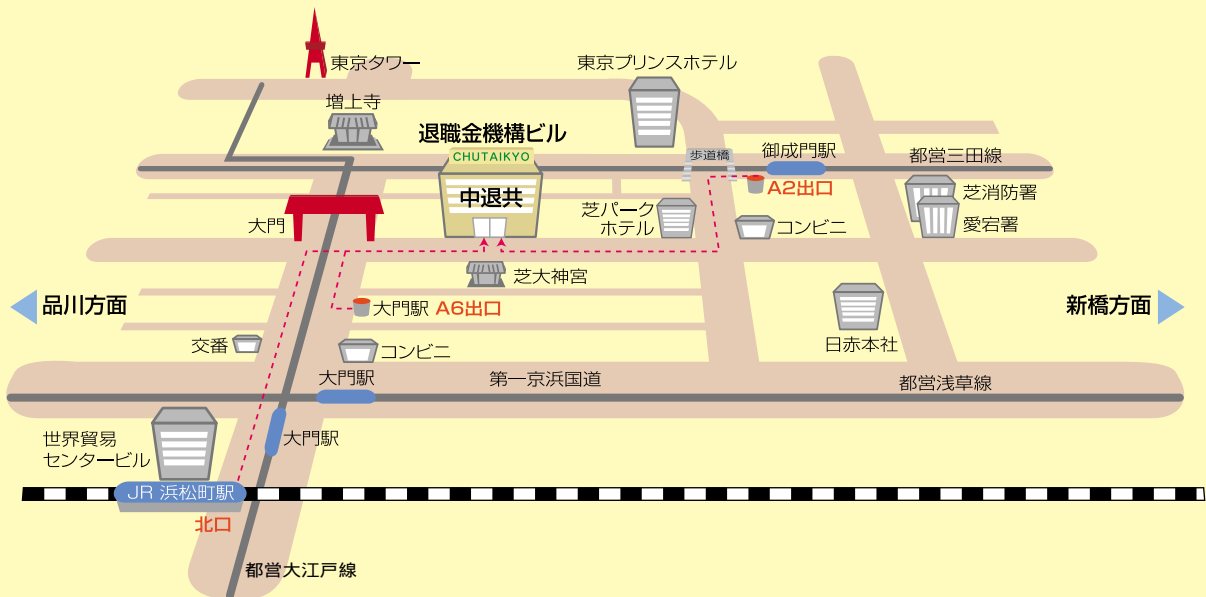 東京タワー
東京プリンスホテル
増上寺
退職金機構ビル
CHUTAIKYO
中退共
歩道橋
御成門駅
都営三田線
A2出口
芝消防署
愛宕署
大門
芝パーク
ホテル
コンビニ
芝大神宮
品川方面
大門駅 A6出口
新橋方面
交番
コンビニ
日赤本社
大門駅
第一京浜国道
都営浅草線
世界貿易
センタービル
大門駅
JR 浜松町駅
北口
都営大江戸線